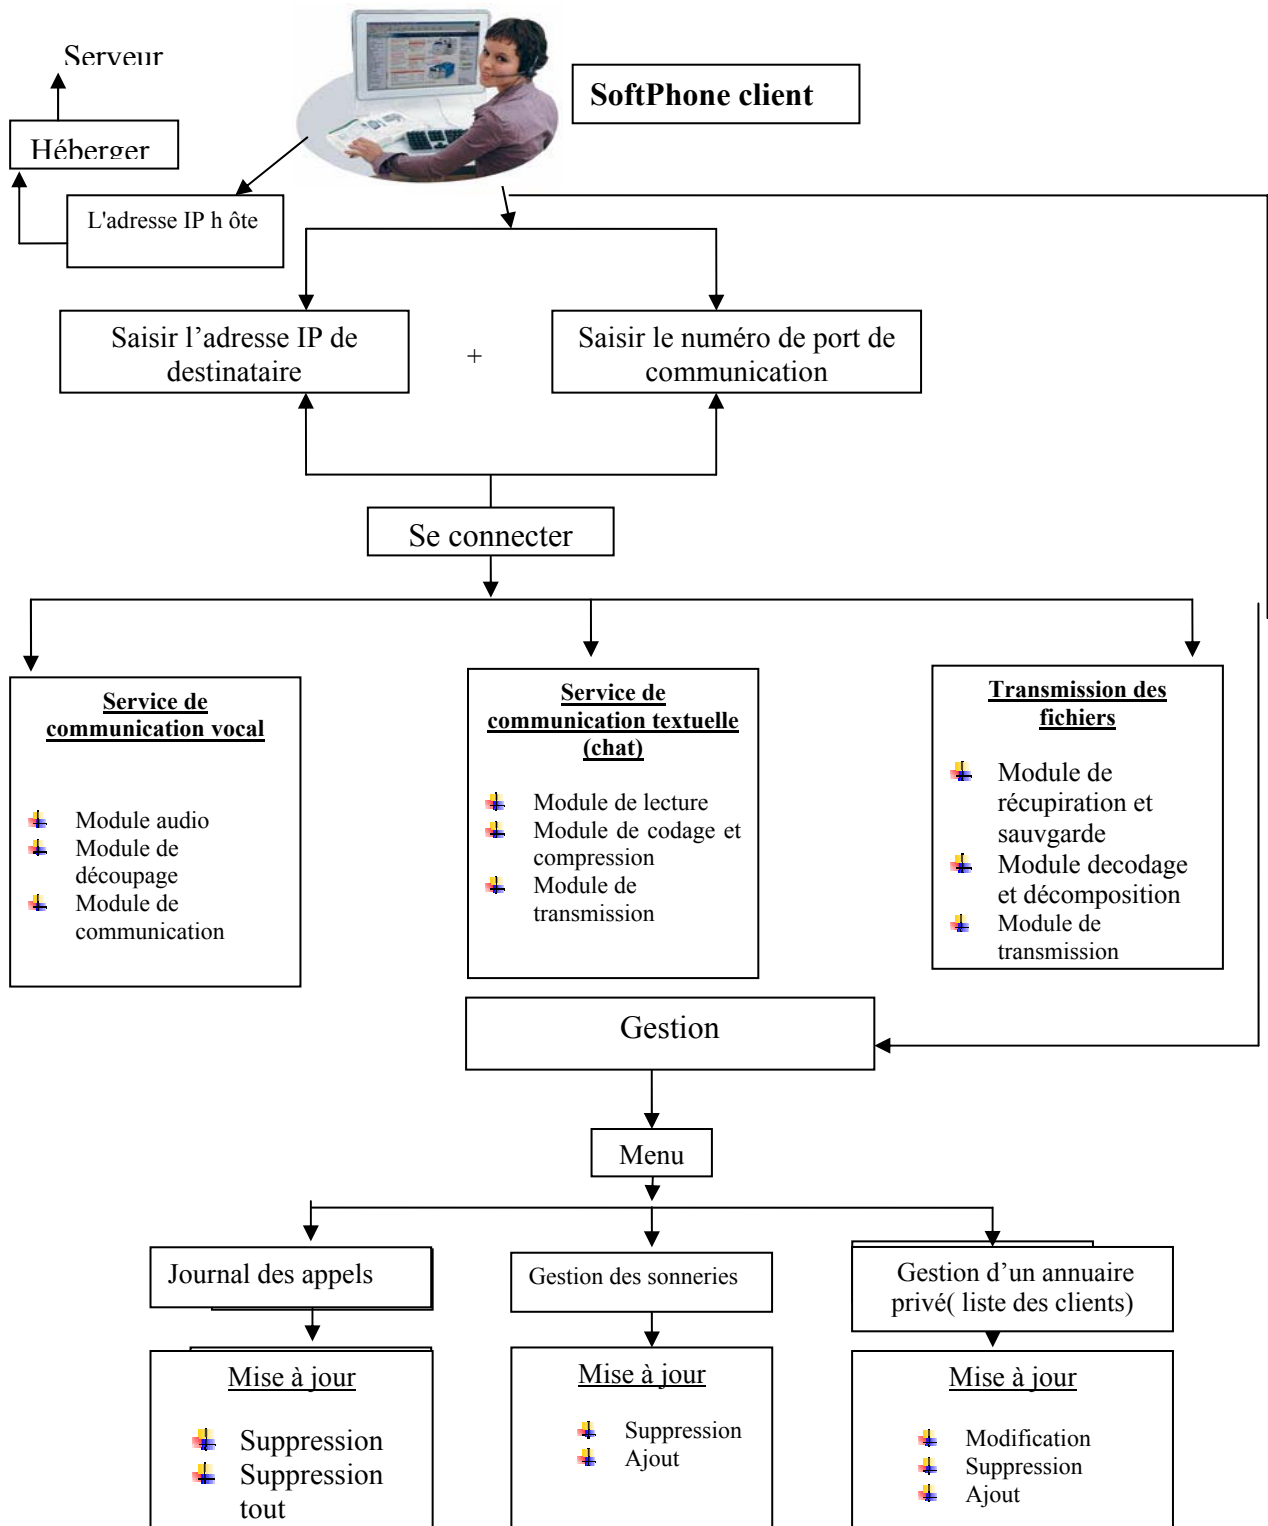 Serveur
SoftPhone client
Héberger
L'adresse IP h ôte
Saisir l’adresse IP de
destinataire
+
Saisir le numéro de port de
communication
Se connecter
Service de
communication vocal
Module audio
Module de
découpage
Module de
communication
Service de
communication textuelle
(chat)
Module de lecture
Module de codage et
compression
Module de
transmission
Transmission des
fichiers
Module de
récupiration et
sauvgarde
Module decodage
et décomposition
Module de
transmission
Gestion
Menu
Journal des appels
Gestion des sonneries
Gestion d’un annuaire
privé( liste des clients)
Mise à jour
Suppression
Suppression
tout
Mise à jour
Suppression
Ajout
Mise à jour
Modification
Suppression
Ajout